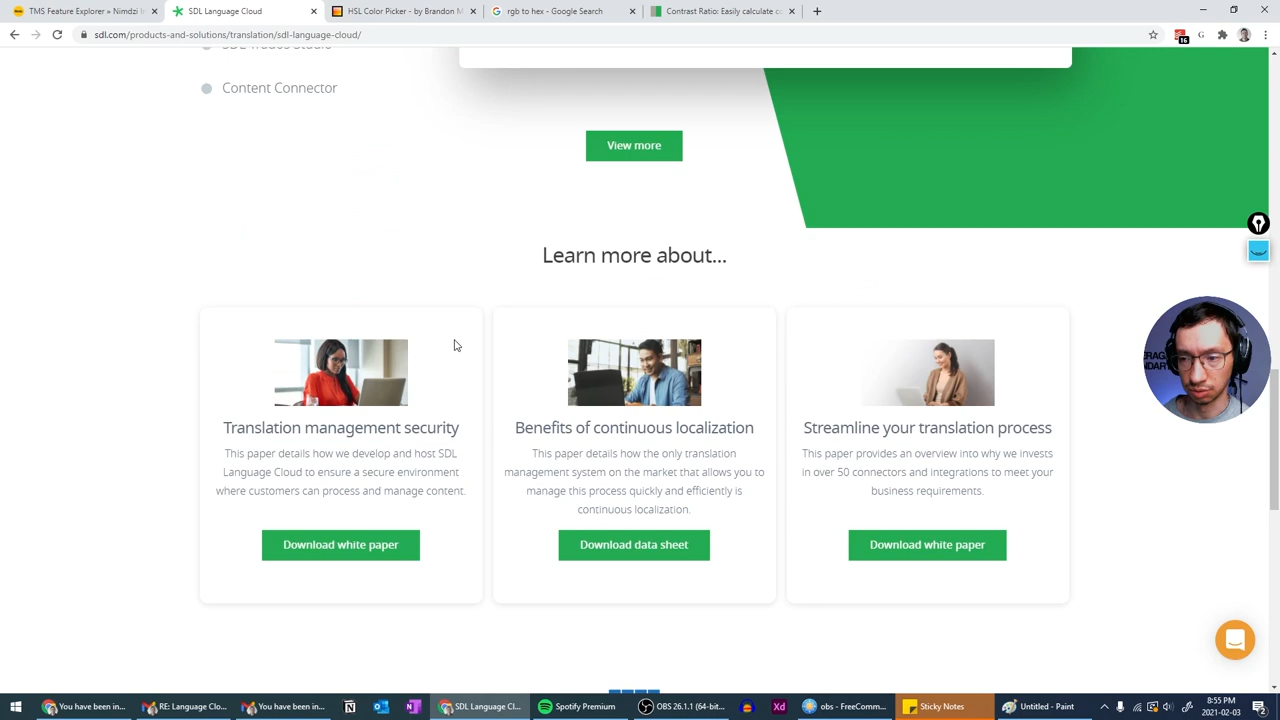 TMS Feature Explorer » Nimdzi In
SDL Language Cloud
HSL Color Picker - by Brandon M
rgb to hex - Google Search
Contrast Ratio: Easily calculate co
sdl.com/products-and-solutions/translation/sdl-language-cloud/
16
G
SDL Trados Studio
Content Connector
View more
Learn more about...
Translation management security
This paper details how we develop and host SDL
Language Cloud to ensure a secure environment
where customers can process and manage content.
Download white paper
Benefits of continuous localization
This paper details how the only translation
management system on the market that allows you to
manage this process quickly and efficiently is
continuous localization.
Download data sheet
Streamline your translation process
This paper provides an overview into why we invests
in over 50 connectors and integrations to meet your
business requirements.
Download white paper
You have been in...
RE: Language Clo...
You have been in...
SDL Language Cl...
Spotify Premium
OBS 26.1.1 (64-bit...
Xd
obs - FreeComm...
Sticky Notes
Untitled - Paint
8:55 PM
2021-02-03
2